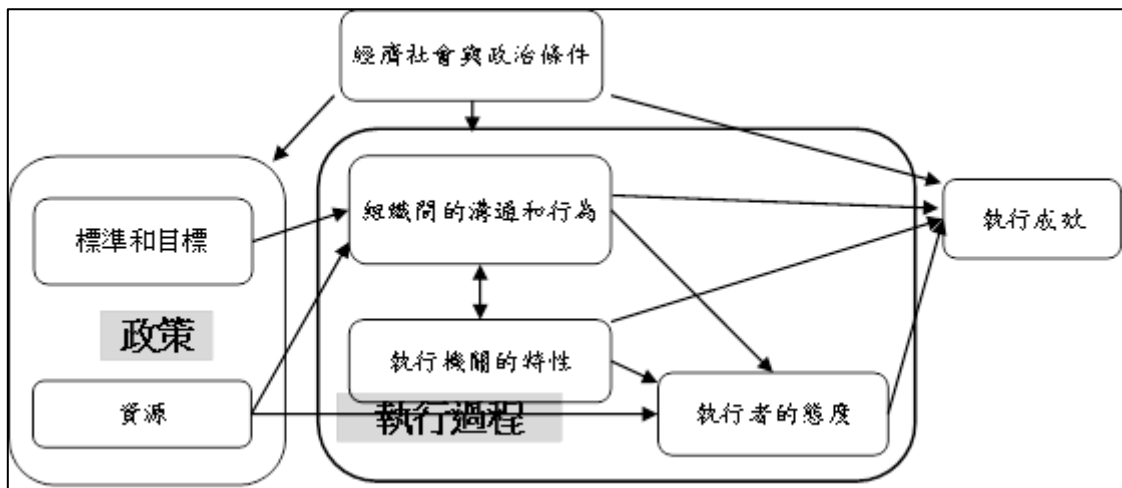 經濟社會與政治條件
組織間的溝通和行為
標準和目標
執行成效
政策
執行機關的特性
資源
執行過程
執行者的態度